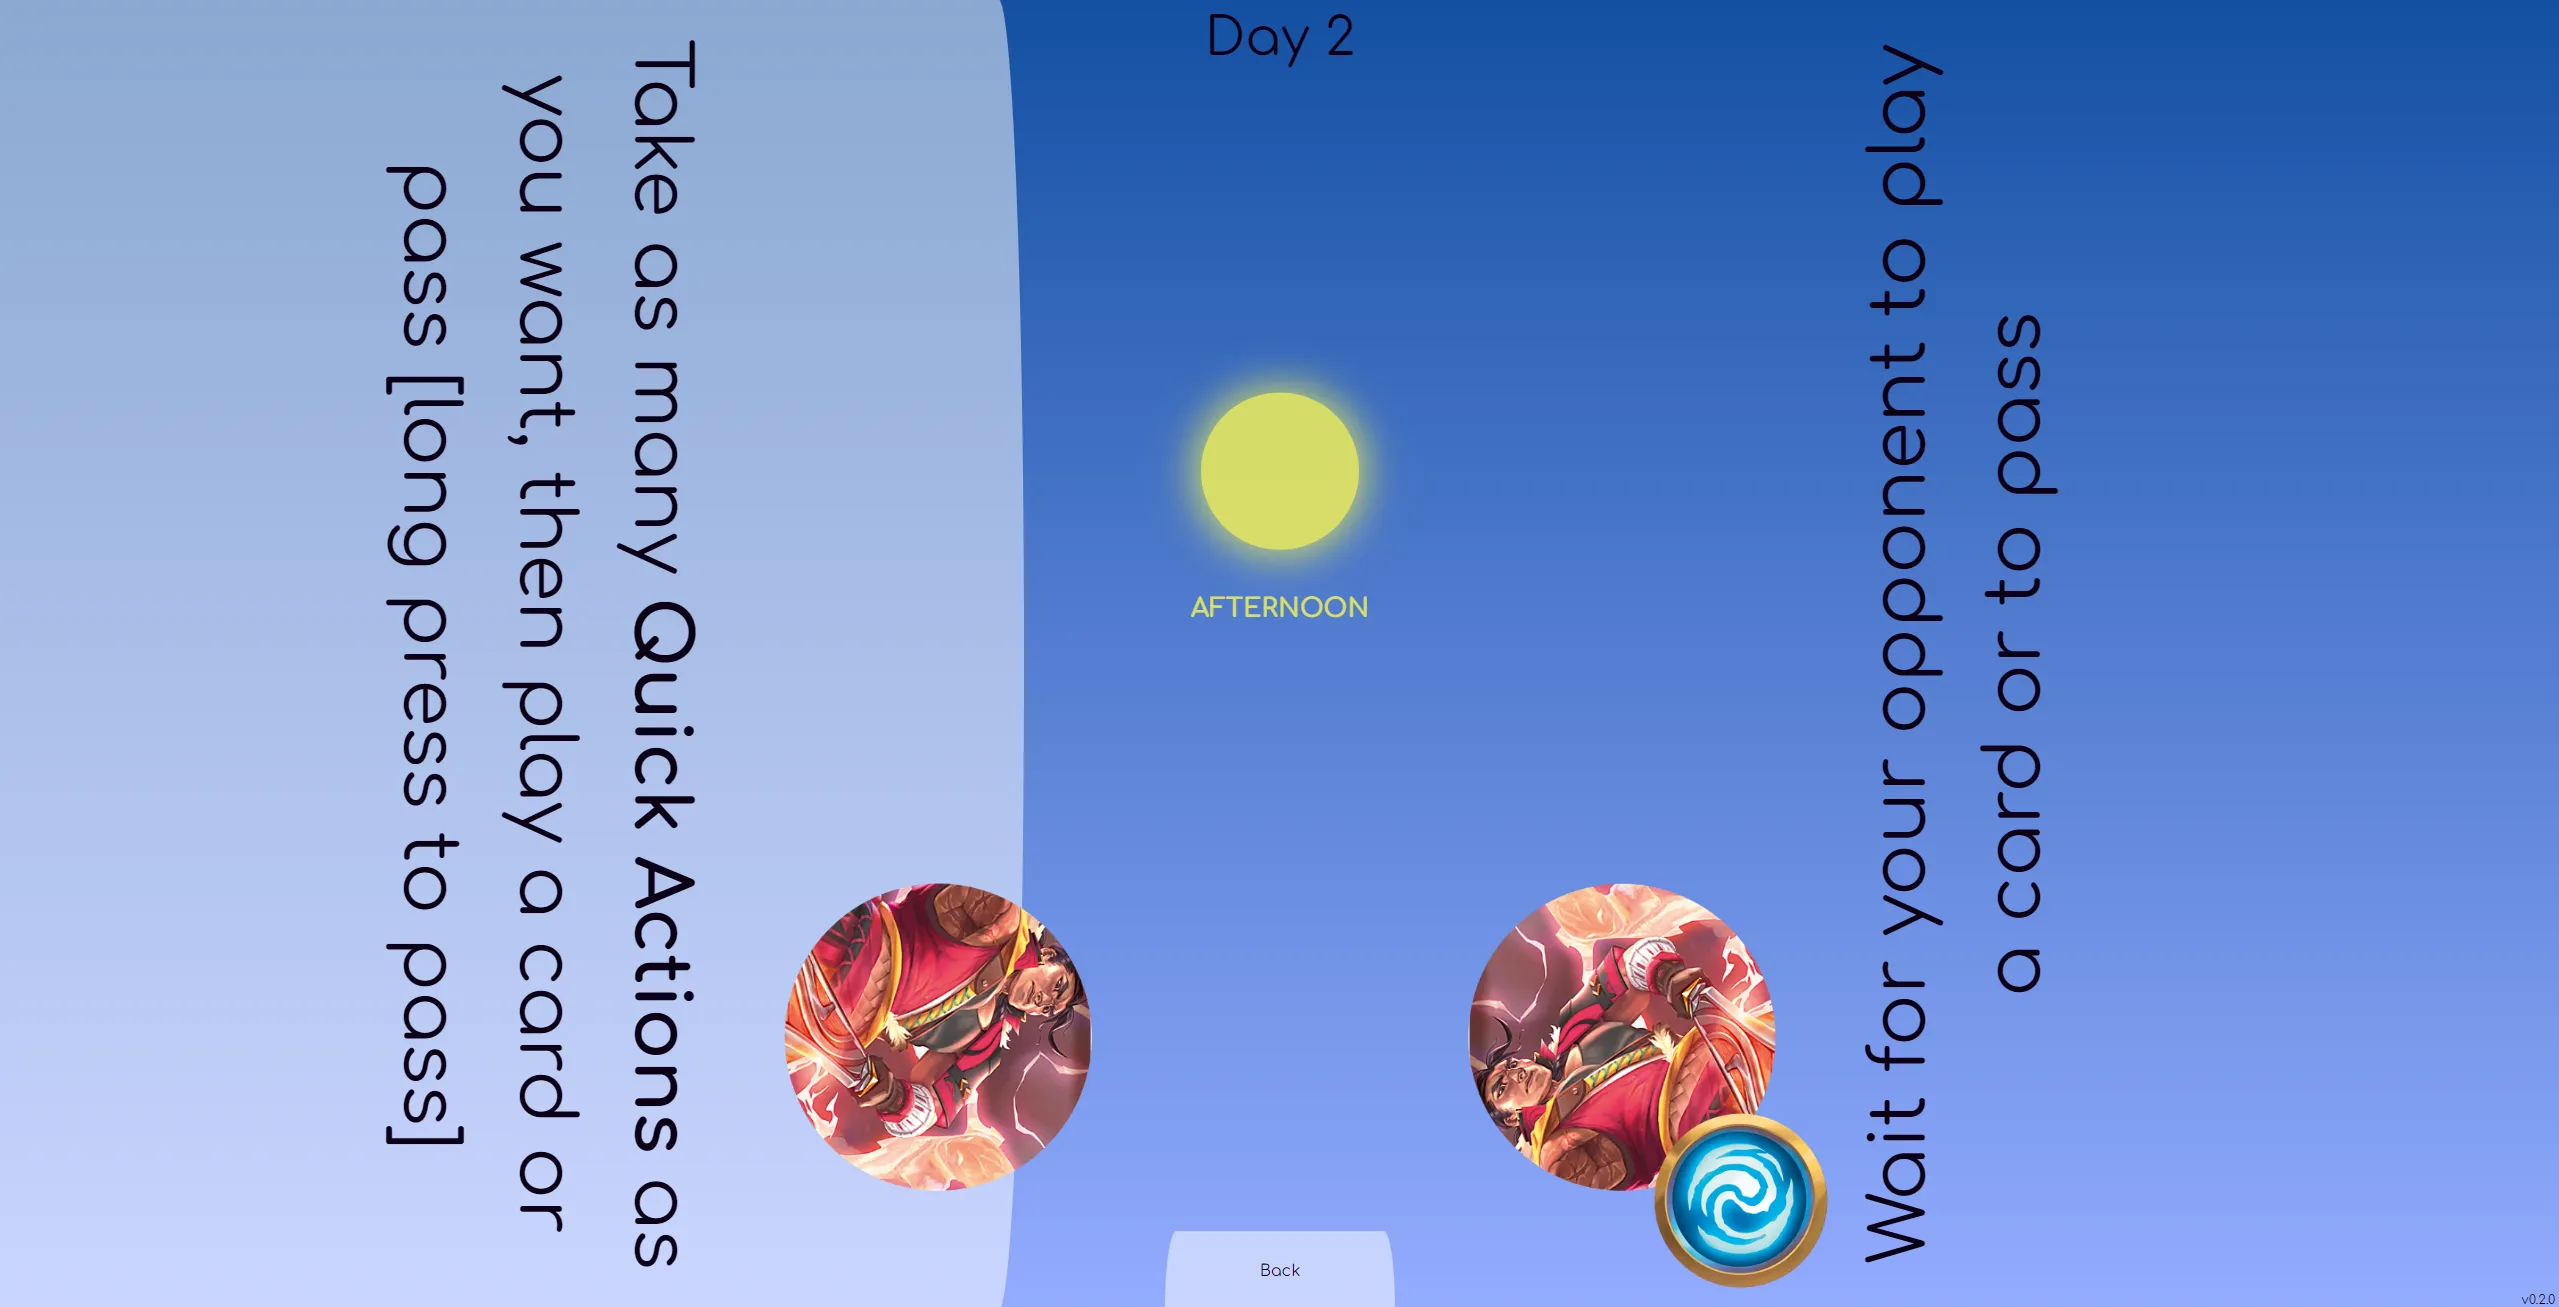 Day 2
Take as many Quick Actions as
you want, then play a card or
pass [long press to pass]
AFTERNOON
Wait for your opponent to play
a card or to pass
Back
v0.2.0